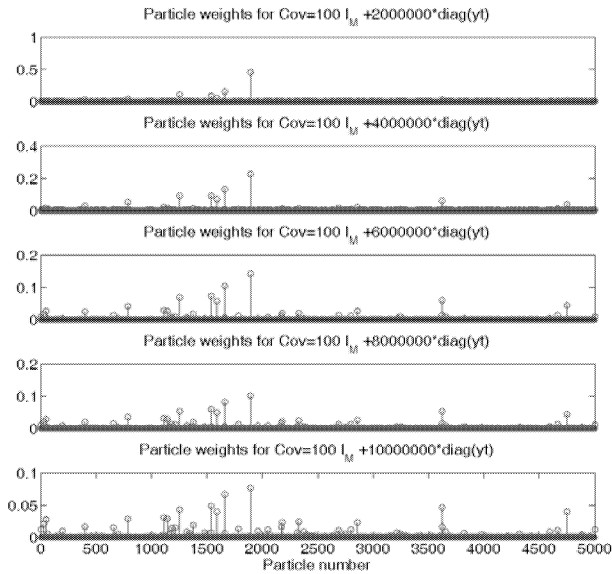 Particle weights for Cov=100 I_M +2000000*diag(yt)
1
0.5
0
Particle weights for Cov=100 I_M +4000000*diag(yt)
0.4
0.2
0
Particle weights for Cov=100 I_M +6000000*diag(yt)
0.2
0.1
0
Particle weights for Cov=100 I_M +8000000*diag(yt)
0.2
0.1
0
Particle weights for Cov=100 I_M +10000000*diag(yt)
0.1
0.05
0
0 500 1000 1500 2000 2500 3000 3500 4000 4500 5000
Particle number